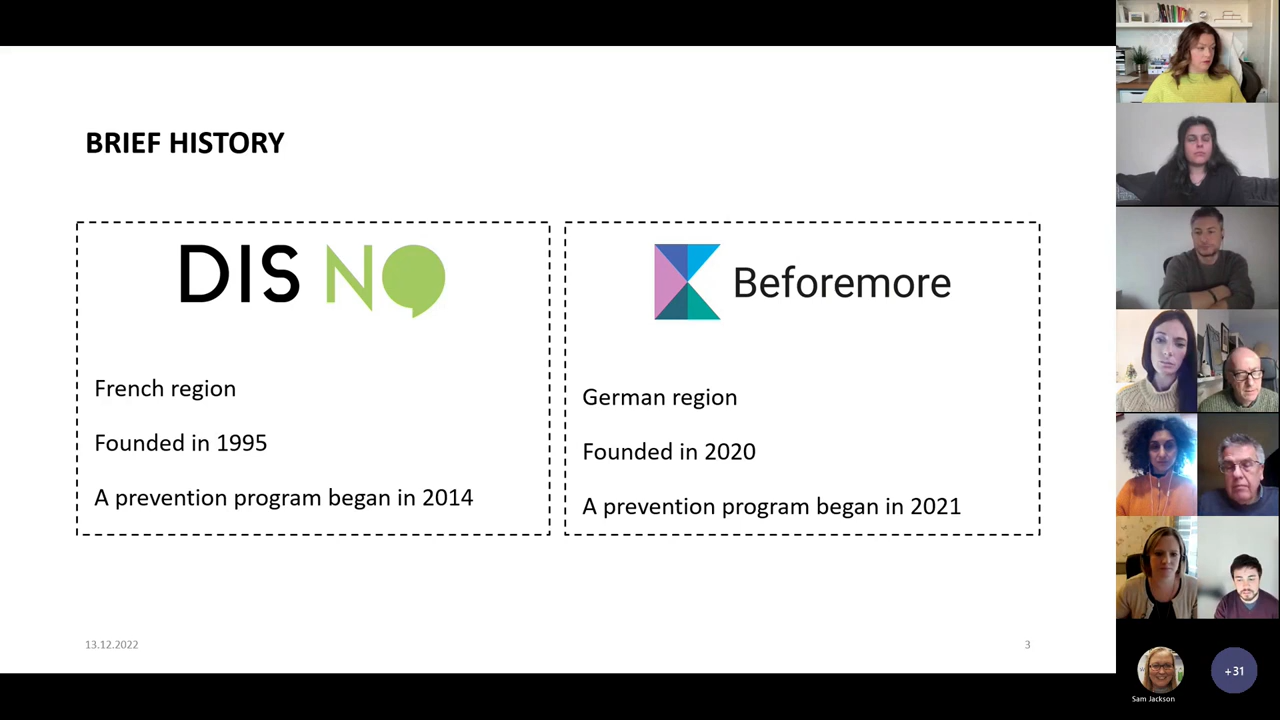 BRIEF HISTORY
DIS NO
French region
Founded in 1995
A prevention program began in 2014
Beforemore
German region
Founded in 2020
A prevention program began in 2021
13.12.2022
3
Sam Jackson
+31